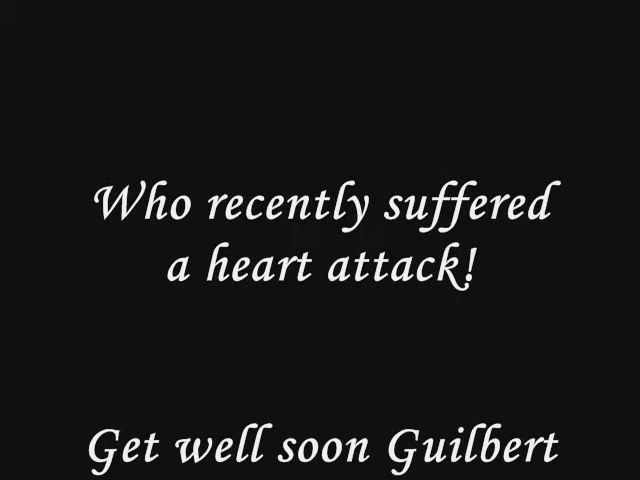 Who recently suffered
a heart attack!
Get well soon Guilbert